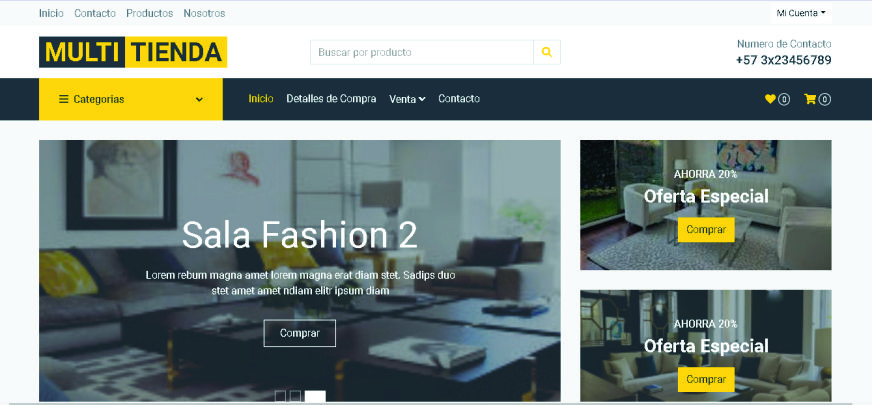 Inicio Contacto Productos Nosotros
Mi Cuenta
MULTI TIENDA
Buscar por producto
Numero de Contacto
+57 3x23456789
Categorias
Inicio Detalles de Compra Venta Contacto
0 0
Sala Fashion 2
Lorem rebum magna amet lorem magna erat diam stet. Sadips duo
stet amet amet ndiam elitr ipsum diam
Comprar
AHORRA 20%
Oferta Especial
Comprar
AHORRA 20%
Oferta Especial
Comprar